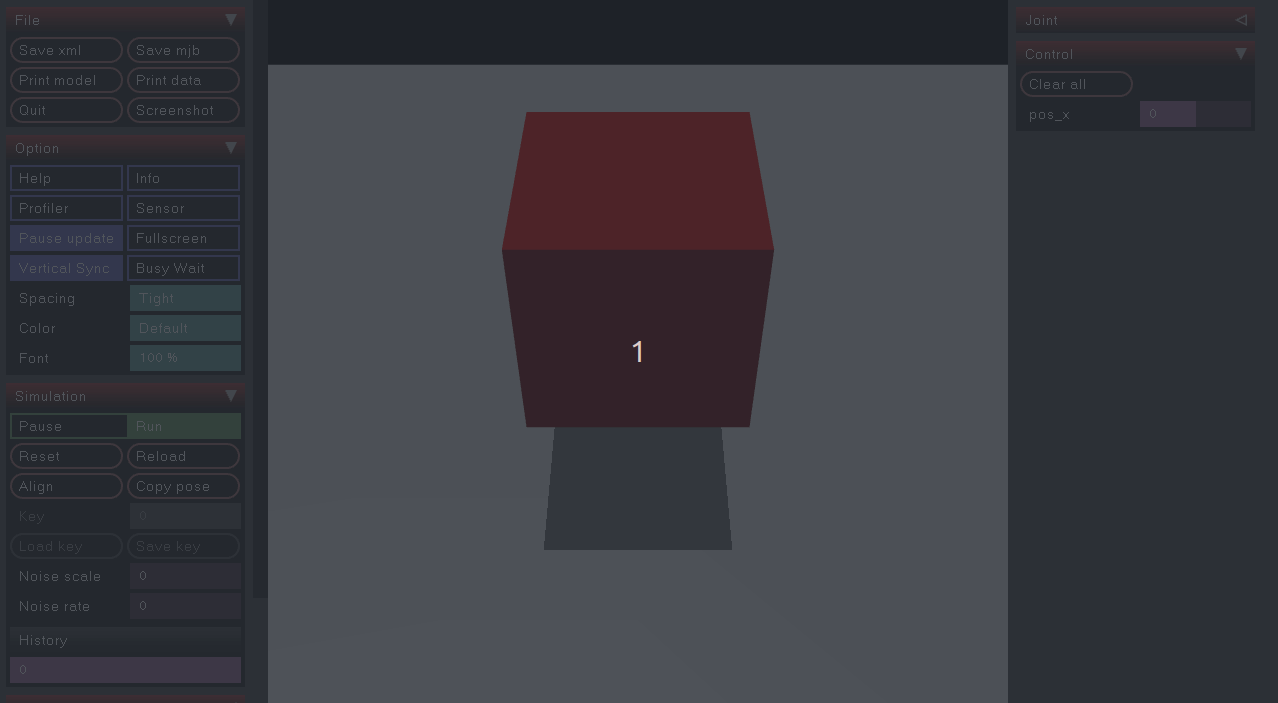 File
Save xml
Save mjb
Print model
Print data
Quit
Screenshot
Option
Help
Info
Profiler
Sensor
Pause update
Fullscreen
Vertical Sync
Busy Wait
Spacing
Tight
Color
Default
Font
100 %
Simulation
Pause
Run
Reset
Reload
Align
Copy pose
Key
0
Load key
Save key
Noise scale
0
Noise rate
0
History
0
1
Joint
Control
Clear all
pos_x
0